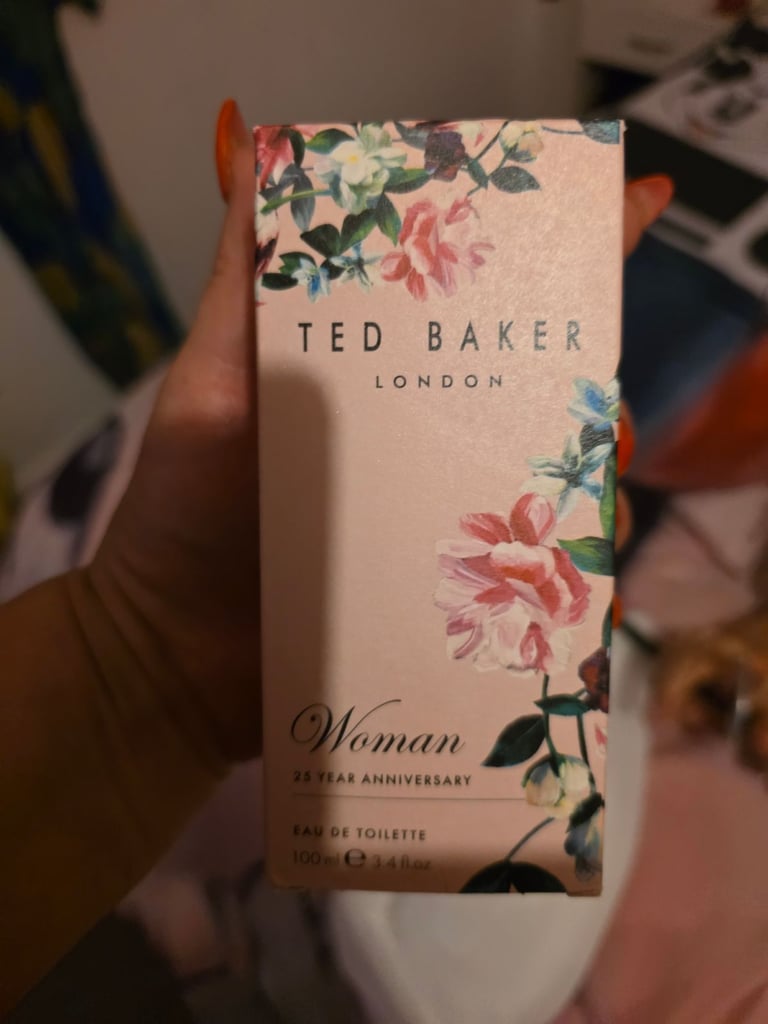 TED BAKER
LONDON
Woman
25 YEAR ANNIVERSARY
EAU DE TOILETTE
100 ml ℮ 3.4 fl.oz